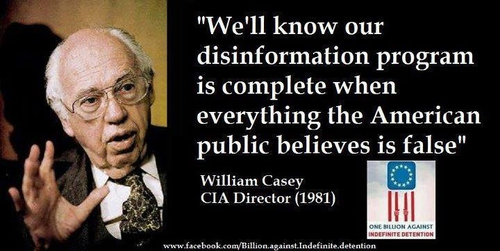 "We'll know our
disinformation program
is complete when
everything the American
public believes is false"
William Casey
CIA Director (1981)
ONE BILLION AGAINST
INDEFINITE DETENTION
www.facebook.com/Billion.against.Indefinite.detention